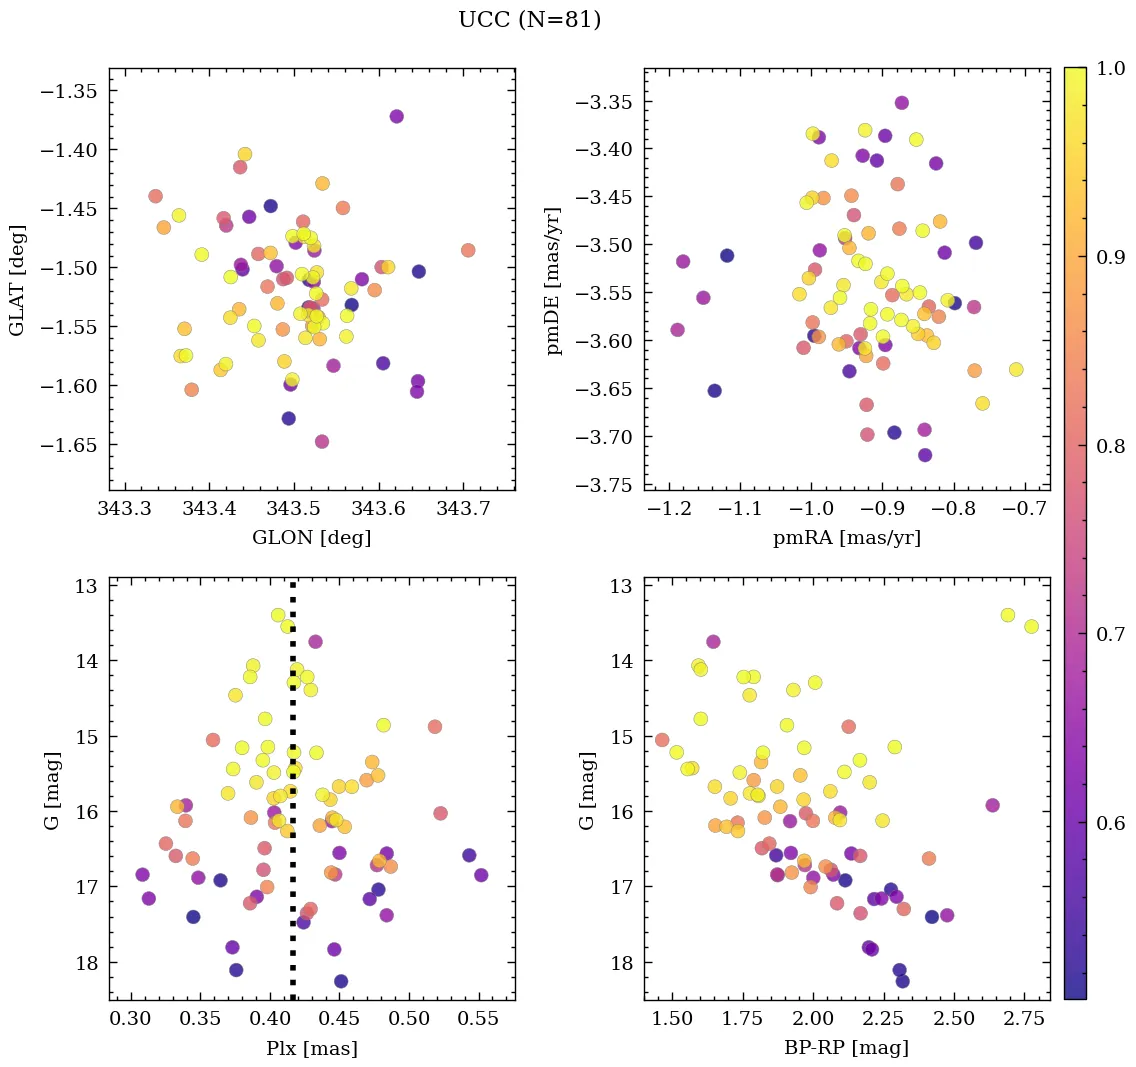 UCC (N=81)
−1.35
−1.40
−1.45
−1.50
−1.55
−1.60
−1.65
GLAT [deg]
343.3 343.4 343.5 343.6 343.7
GLON [deg]
−3.35
−3.40
−3.45
−3.50
−3.55
−3.60
−3.65
−3.70
−3.75
pmDE [mas/yr]
−1.2 −1.1 −1.0 −0.9 −0.8 −0.7
pmRA [mas/yr]
13
14
15
16
17
18
G [mag]
0.30 0.35 0.40 0.45 0.50 0.55
Plx [mas]
13
14
15
16
17
18
G [mag]
1.50 1.75 2.00 2.25 2.50 2.75
BP-RP [mag]
1.0
0.9
0.8
0.7
0.6